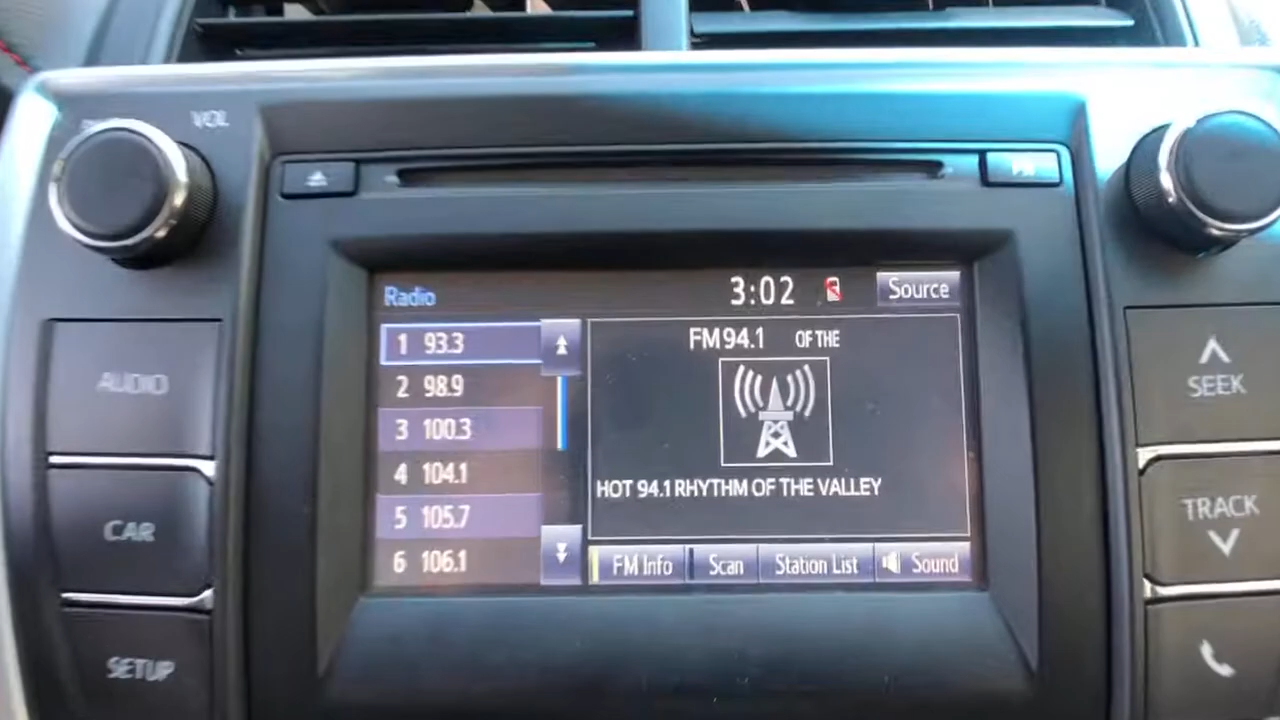 VOL
Radio
3:02
Source
1 93.3
2 98.9
3 100.3
4 104.1
5 105.7
6 106.1
FM 94.1 OF THE
HOT 94.1 RHYTHM OF THE VALLEY
FM Info
Scan
Station List
Sound
AUDIO
CAR
SETUP
SEEK
TRACK